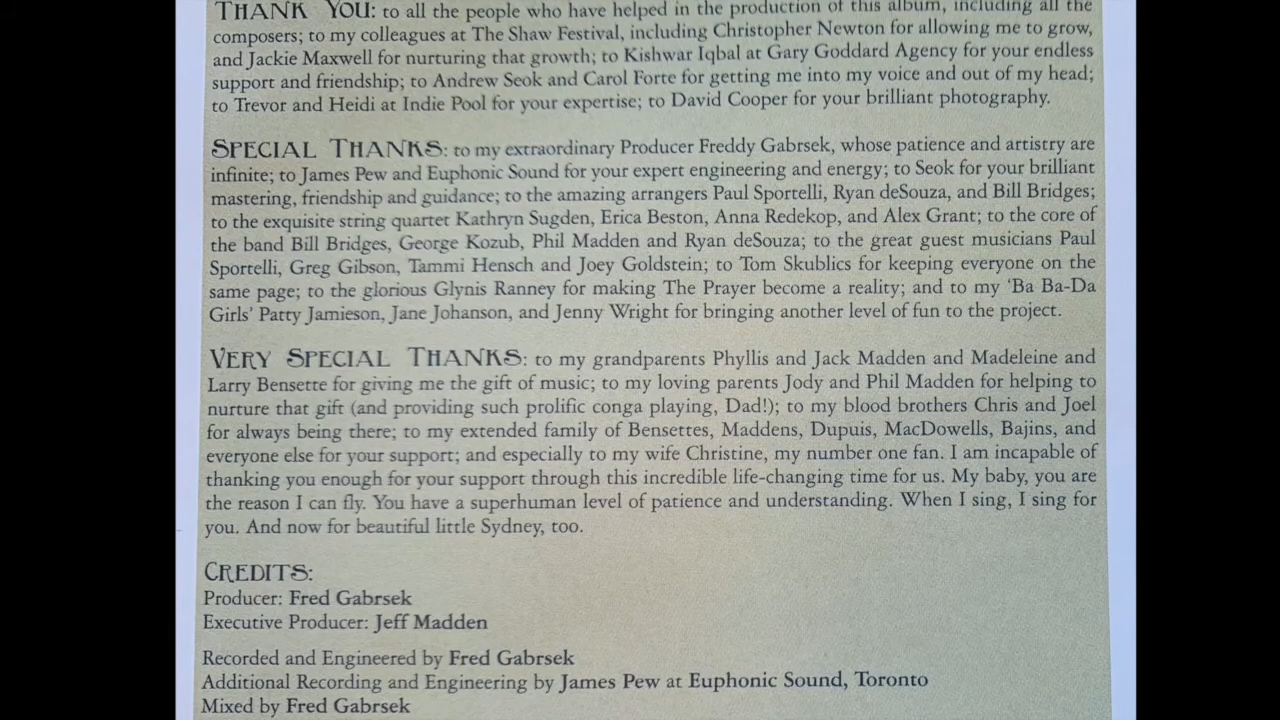 THANK YOU: to all the people who have helped in the production of this album, including all the
composers; to my colleagues at The Shaw Festival, including Christopher Newton for allowing me to grow,
and Jackie Maxwell for nurturing that growth; to Kishwar Iqbal at Gary Goddard Agency for your endless
support and friendship; to Andrew Seok and Carol Forte for getting me into my voice and out of my head;
to Trevor and Heidi at Indie Pool for your expertise; to David Cooper for your brilliant photography.
SPECIAL THANKS: to my extraordinary Producer Freddy Gabrsek, whose patience and artistry are
infinite; to James Pew and Euphonic Sound for your expert engineering and energy; to Seok for your brilliant
mastering, friendship and guidance; to the amazing arrangers Paul Sportelli, Ryan deSouza, and Bill Bridges;
to the exquisite string quartet Kathryn Sugden, Erica Beston, Anna Redekop, and Alex Grant; to the core of
the band Bill Bridges, George Kozub, Phil Madden and Ryan deSouza; to the great guest musicians Paul
Sportelli, Greg Gibson, Tammi Hensch and Joey Goldstein; to Tom Skublics for keeping everyone on the
same page; to the glorious Glynis Ranney for making The Prayer become a reality; and to my 'Ba Ba-Da
Girls' Patty Jamieson, Jane Johanson, and Jenny Wright for bringing another level of fun to the project.
VERY SPECIAL THANKS: to my grandparents Phyllis and Jack Madden and Madeleine and
Larry Bensette for giving me the gift of music; to my loving parents Jody and Phil Madden for helping to
nurture that gift (and providing such prolific conga playing, Dad!); to my blood brothers Chris and Joel
for always being there; to my extended family of Bensettes, Maddens, Dupuis, MacDowells, Bajins, and
everyone else for your support; and especially to my wife Christine, my number one fan. I am incapable of
thanking you enough for your support through this incredible life-changing time for us. My baby, you are
the reason I can fly. You have a superhuman level of patience and understanding. When I sing, I sing for
you. And now for beautiful little Sydney, too.
CREDITS:
Producer: Fred Gabrsek
Executive Producer: Jeff Madden
Recorded and Engineered by Fred Gabrsek
Additional Recording and Engineering by James Pew at Euphonic Sound, Toronto
Mixed by Fred Gabrsek